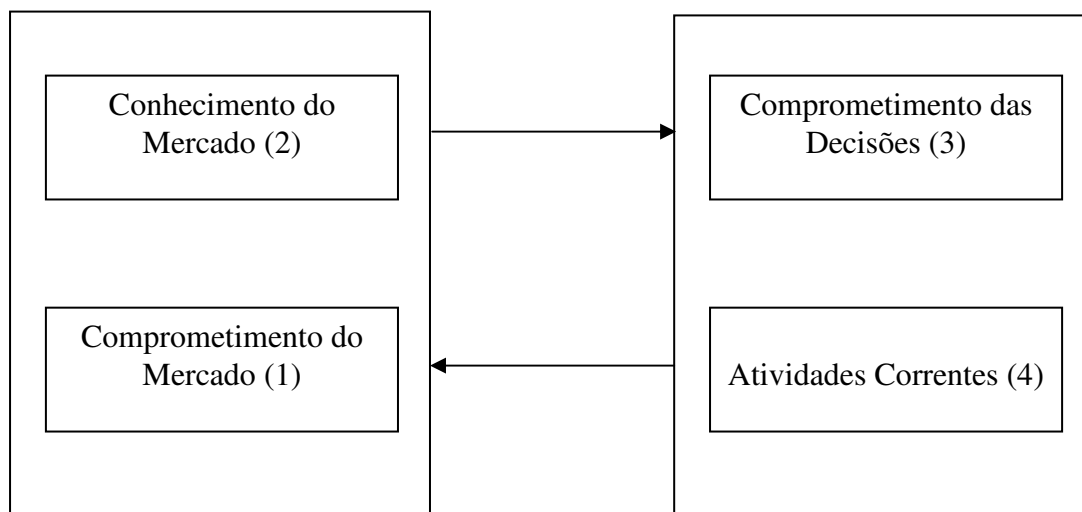 Conhecimento do
Mercado (2)
Comprometimento das
Decisões (3)
Comprometimento do
Mercado (1)
Atividades Correntes (4)